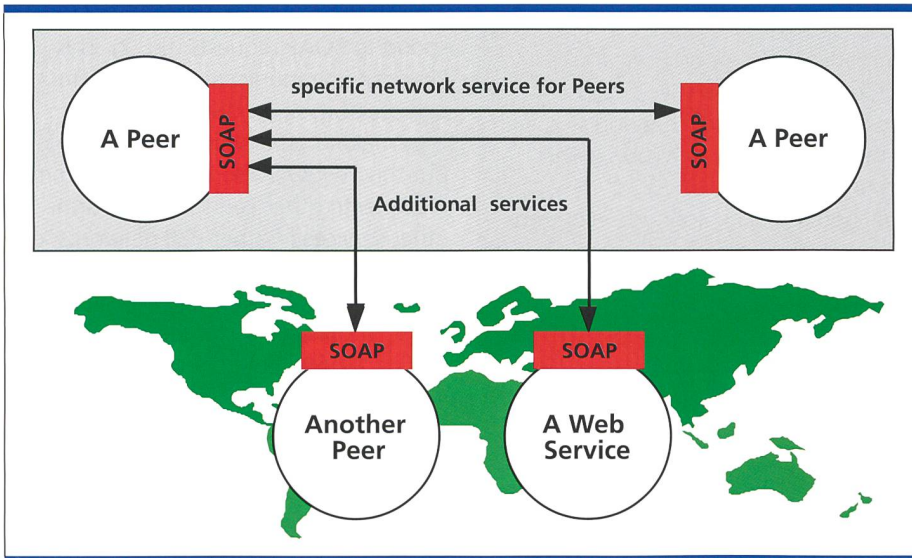 specific network service for Peers
A Peer
SOAP
SOAP
A Peer
Additional services
SOAP
SOAP
Another
Peer
A Web
Service